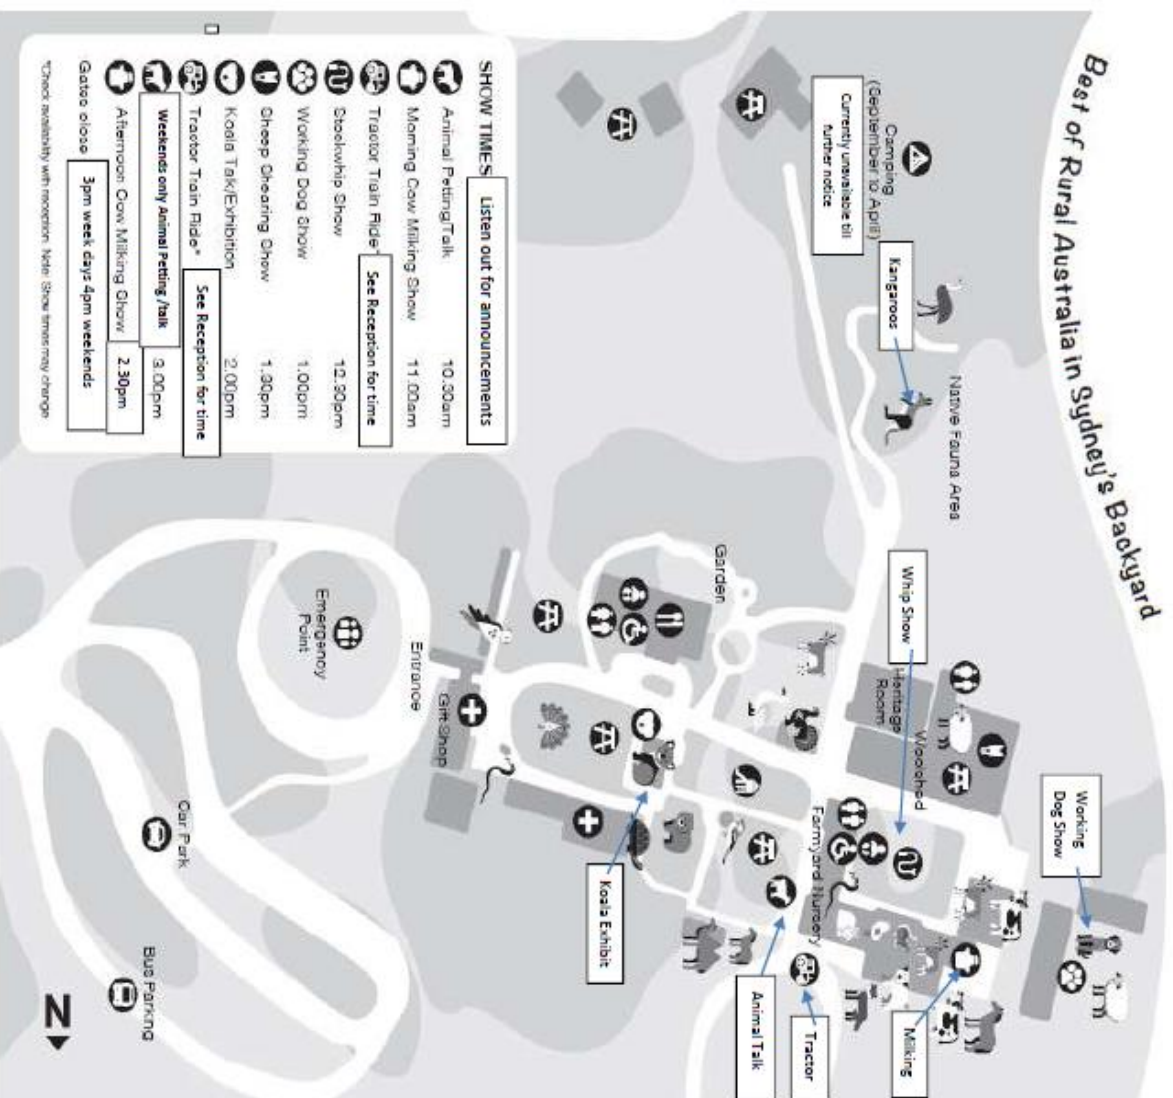 Best of Rural Australia in Sydney's Backyard
Camping
(September to April)
Currently unavailable till
further notice
Kangaroos
Native Fauna Area
Whip Show
Heritage
Room
Woolshed
Working
Dog Show
Garden
Farmyard Nursery
Koala Exhibit
Animal Talk
Tractor
Milking
Entrance
Gift Shop
Emergency
Point
Car Park
Bus Parking
N
SHOW TIMES Listen out for announcements
Animal Petting/Talk 10.30am
Morning Cow Milking Show 11.00am
Tractor Train Ride* See Reception for time
Stockwhip Show 12.30pm
Working Dog Show 1.00pm
Sheep Shearing Show 1.30pm
Koala Talk/Exhibition 2.00pm
Tractor Train Ride* See Reception for time
Weekends only Animal Petting /talk 3.00pm
Afternoon Cow Milking Show 2.30pm
Gates close 3pm week days 4pm weekends
*Check availability with reception. Note: Show times may change